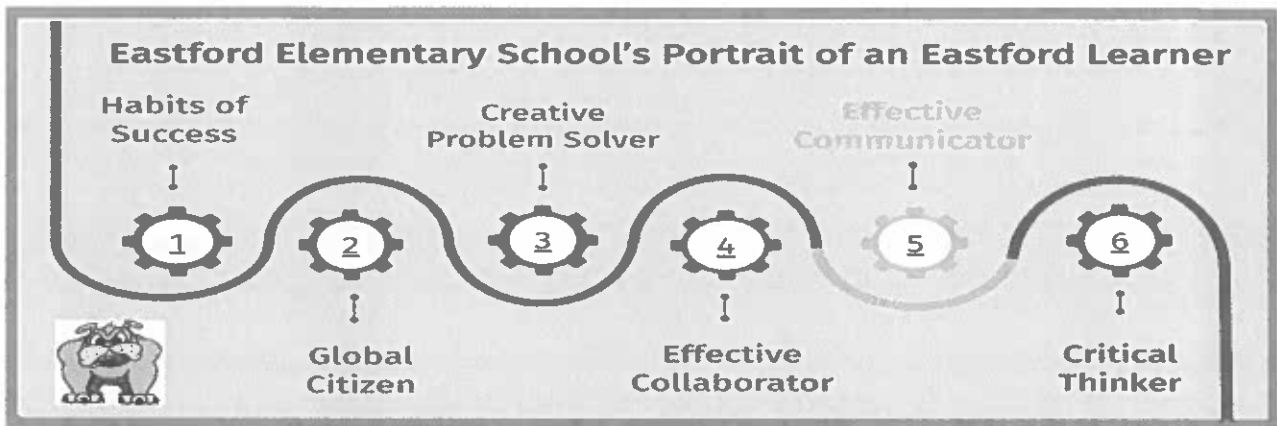 Eastford Elementary School's Portrait of an Eastford Learner
Habits of
Success
1
Global
Citizen
2
Creative
Problem Solver
3
Effective
Collaborator
4
Effective
Communicator
5
Critical
Thinker
6